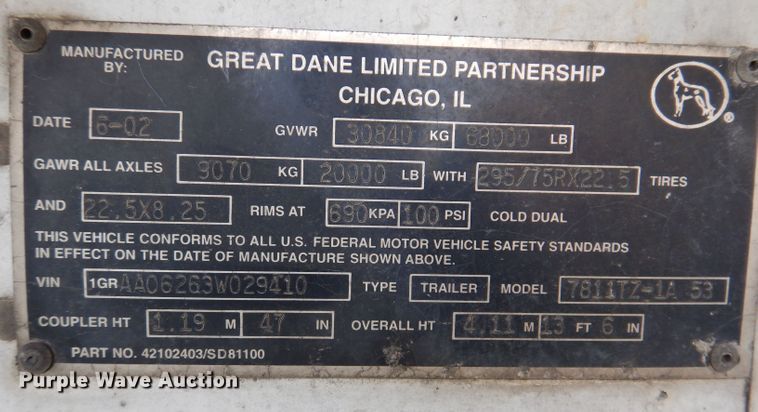 MANUFACTURED BY: GREAT DANE LIMITED PARTNERSHIP
CHICAGO, IL
®
DATE 6-02 GVWR 30840 KG 68000 LB
GAWR ALL AXLES 9070 KG 20000 LB WITH 295/75RX22.5 TIRES
AND 22.5X8.25 RIMS AT 690 KPA 100 PSI COLD DUAL
THIS VEHICLE CONFORMS TO ALL U.S. FEDERAL MOTOR VEHICLE SAFETY STANDARDS
IN EFFECT ON THE DATE OF MANUFACTURE SHOWN ABOVE.
VIN 1GRAA06263W029410 TYPE TRAILER MODEL 7811TZ-1A 53
COUPLER HT 1.19 M 47 IN OVERALL HT 4.11 M 13 FT 6 IN
PART NO. 42102403/SD81100
Purple Wave Auction